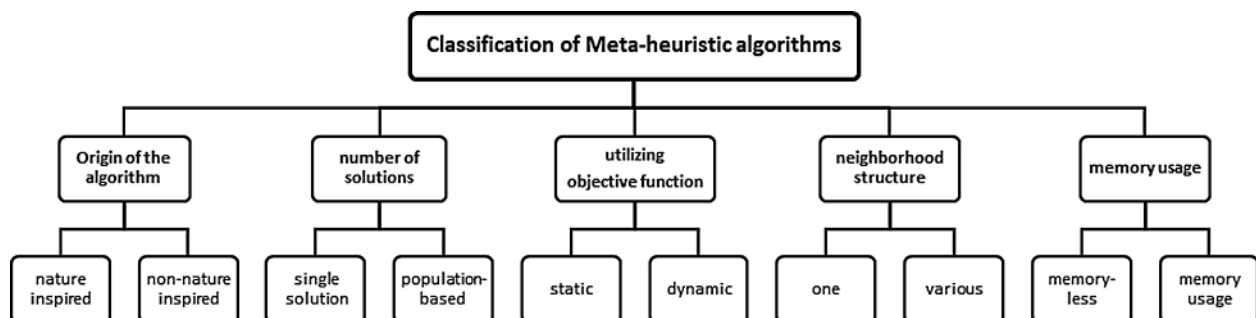 Classification of Meta-heuristic algorithms
Origin of the
algorithm
number of
solutions
utilizing
objective function
neighborhood
structure
memory usage
nature
inspired
non-nature
inspired
single
solution
population-
based
static
dynamic
one
various
memory-
less
memory
usage